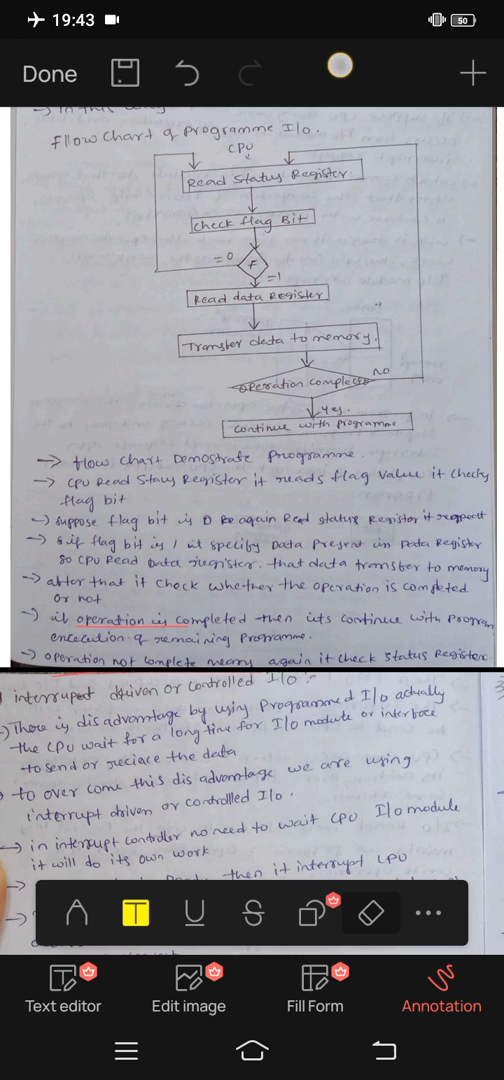 19:43
50
Done
Flow Chart of Programme I/o.
CPU
Read Status Register.
Check flag Bit
=0
F
=1
Read data Register
Transfer data to memory.
operation complete
no
Yes.
Continue with programme
→ flow chart Demostrate Proogramme
→ CPU Read Staus Register it reads flag value it checks
flag bit
→ suppose flag bit is 0 Be again Read status Register it
→ if flag bit is 1 it specify Data Present in Data Register
so CPU Read Data register. that data transfer to memory
→ after that it check whether the operation is completed
or not
→ operation is completed then its continue with Program
of remaining Programme.
→ operation not complete again it check Status Register
interrupt driven or controlled I/o :-
→ There is disadvantage by using Programmed I/o actually
the CPU wait for a long time for I/o module or interface
to send or the data
to over come this dis advantage we are using
interrupt driven or controlled I/o.
→ in interrupt no need to wait CPU I/o module
it will do its own work
→ then it interrupt CPU
→
T
U
S
Text editor
Edit image
Fill Form
Annotation